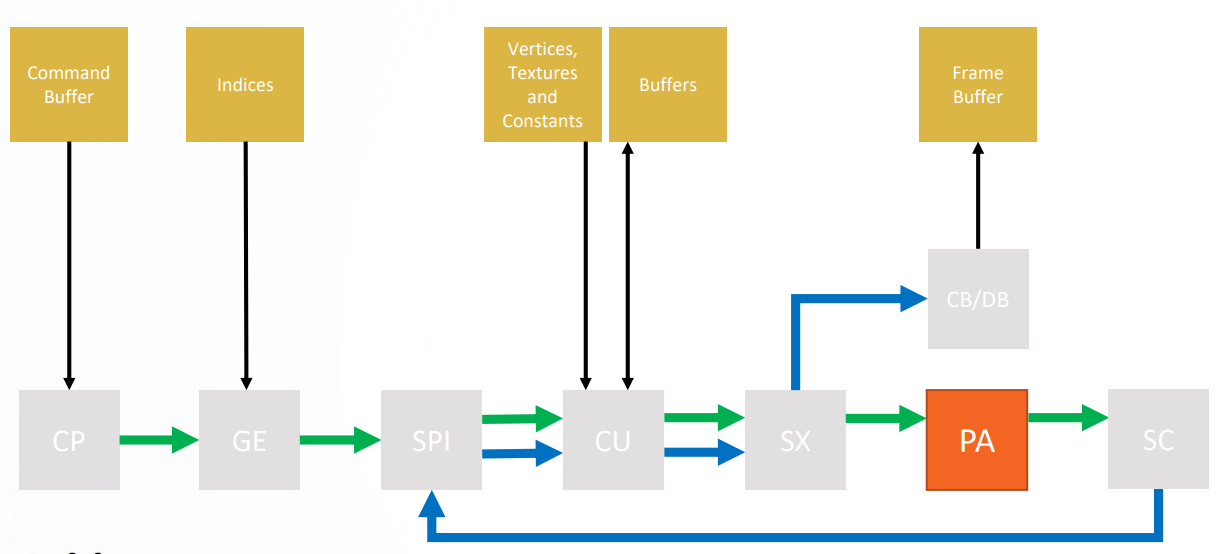 Command
Buffer
Indices
Vertices,
Textures
and
Constants
Buffers
Frame
Buffer
CB/DB
CP
GE
SPI
CU
SX
PA
SC